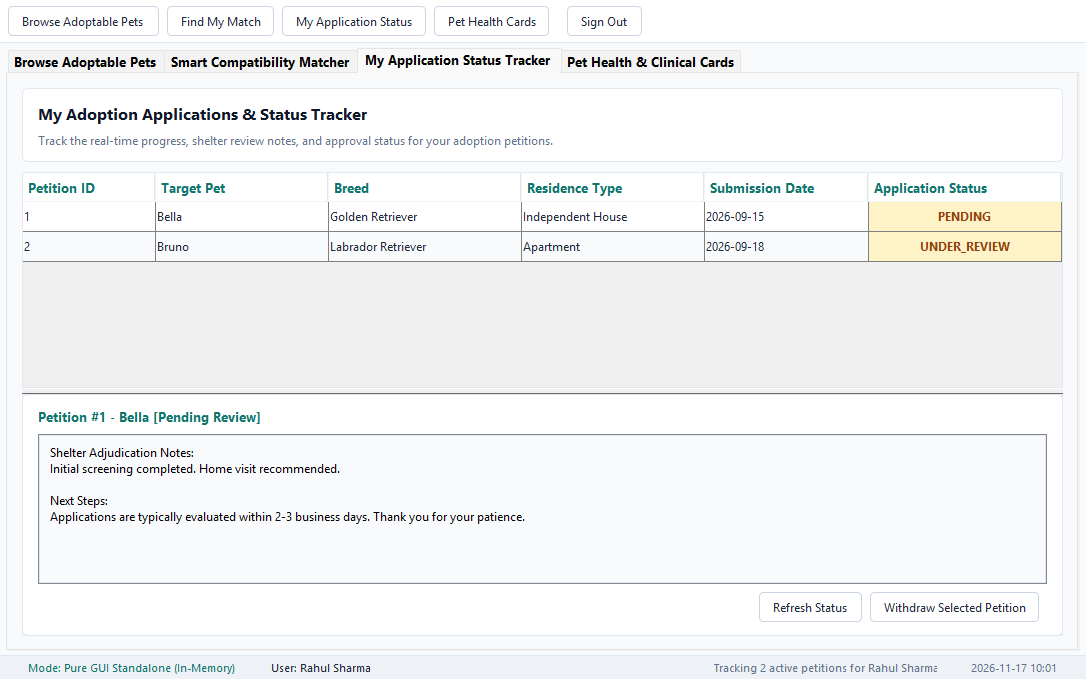 Browse Adoptable Pets Find My Match My Application Status Pet Health Cards Sign Out
Browse Adoptable Pets Smart Compatibility Matcher My Application Status Tracker Pet Health & Clinical Cards
My Adoption Applications & Status Tracker
Track the real-time progress, shelter review notes, and approval status for your adoption petitions.
Petition ID Target Pet Breed Residence Type Submission Date Application Status
1 Bella Golden Retriever Independent House 2026-09-15 PENDING
2 Bruno Labrador Retriever Apartment 2026-09-18 UNDER_REVIEW
Petition #1 - Bella [Pending Review]
Shelter Adjudication Notes:
Initial screening completed. Home visit recommended.
Next Steps:
Applications are typically evaluated within 2-3 business days. Thank you for your patience.
Refresh Status Withdraw Selected Petition
Mode: Pure GUI Standalone (In-Memory) User: Rahul Sharma Tracking 2 active petitions for Rahul Sharma 2026-11-17 10:01